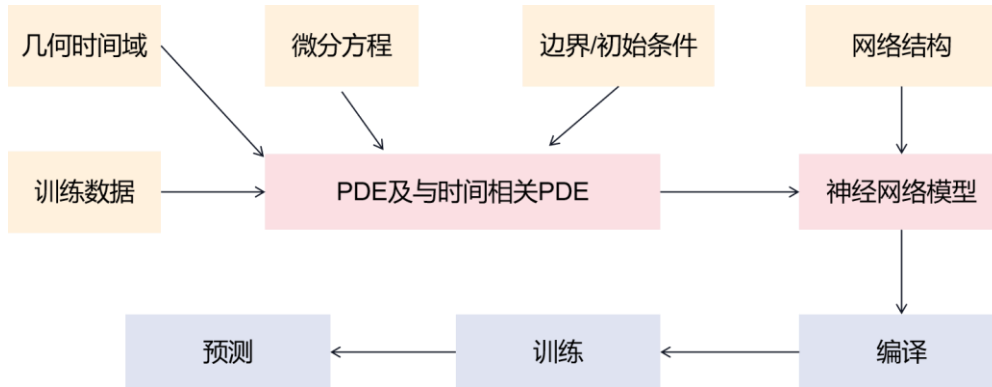 几何时间域
微分方程
边界/初始条件
网络结构
训练数据
PDE及与时间相关PDE
神经网络模型
预测
训练
编译